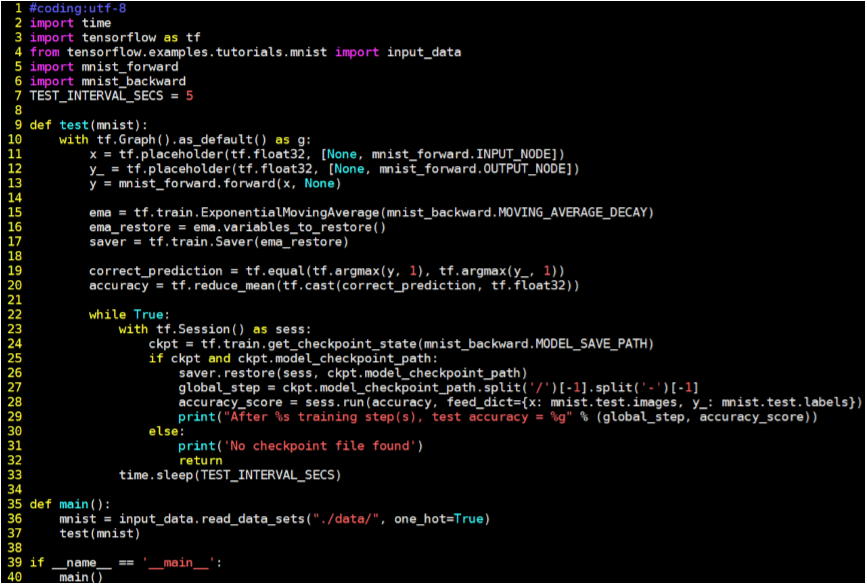 1 #coding:utf-8
2 import time
3 import tensorflow as tf
4 from tensorflow.examples.tutorials.mnist import input_data
5 import mnist_forward
6 import mnist_backward
7 TEST_INTERVAL_SECS = 5
8
9 def test(mnist):
10     with tf.Graph().as_default() as g:
11         x = tf.placeholder(tf.float32, [None, mnist_forward.INPUT_NODE])
12         y_ = tf.placeholder(tf.float32, [None, mnist_forward.OUTPUT_NODE])
13         y = mnist_forward.forward(x, None)
14
15         ema = tf.train.ExponentialMovingAverage(mnist_backward.MOVING_AVERAGE_DECAY)
16         ema_restore = ema.variables_to_restore()
17         saver = tf.train.Saver(ema_restore)
18
19         correct_prediction = tf.equal(tf.argmax(y, 1), tf.argmax(y_, 1))
20         accuracy = tf.reduce_mean(tf.cast(correct_prediction, tf.float32))
21
22         while True:
23             with tf.Session() as sess:
24                 ckpt = tf.train.get_checkpoint_state(mnist_backward.MODEL_SAVE_PATH)
25                 if ckpt and ckpt.model_checkpoint_path:
26                     saver.restore(sess, ckpt.model_checkpoint_path)
27                     global_step = ckpt.model_checkpoint_path.split('/')[-1].split('-')[-1]
28                     accuracy_score = sess.run(accuracy, feed_dict={x: mnist.test.images, y_: mnist.test.labels})
29                     print("After %s training step(s), test accuracy = %g" % (global_step, accuracy_score))
30                 else:
31                     print('No checkpoint file found')
32                     return
33             time.sleep(TEST_INTERVAL_SECS)
34
35 def main():
36     mnist = input_data.read_data_sets("./data/", one_hot=True)
37     test(mnist)
38
39 if __name__ == '__main__':
40     main()